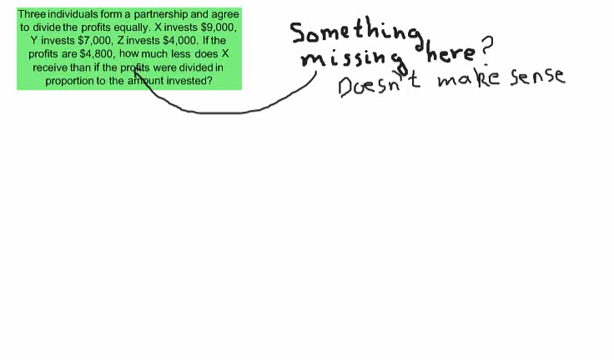 Three individuals form a partnership and agree
to divide the profits equally. X invests $9,000,
Y invests $7,000, Z invests $4,000. If the
profits are $4,800, how much less does X
receive than if the profits were divided in
proportion to the amount invested?
Something
missing here?
Doesn't make sense